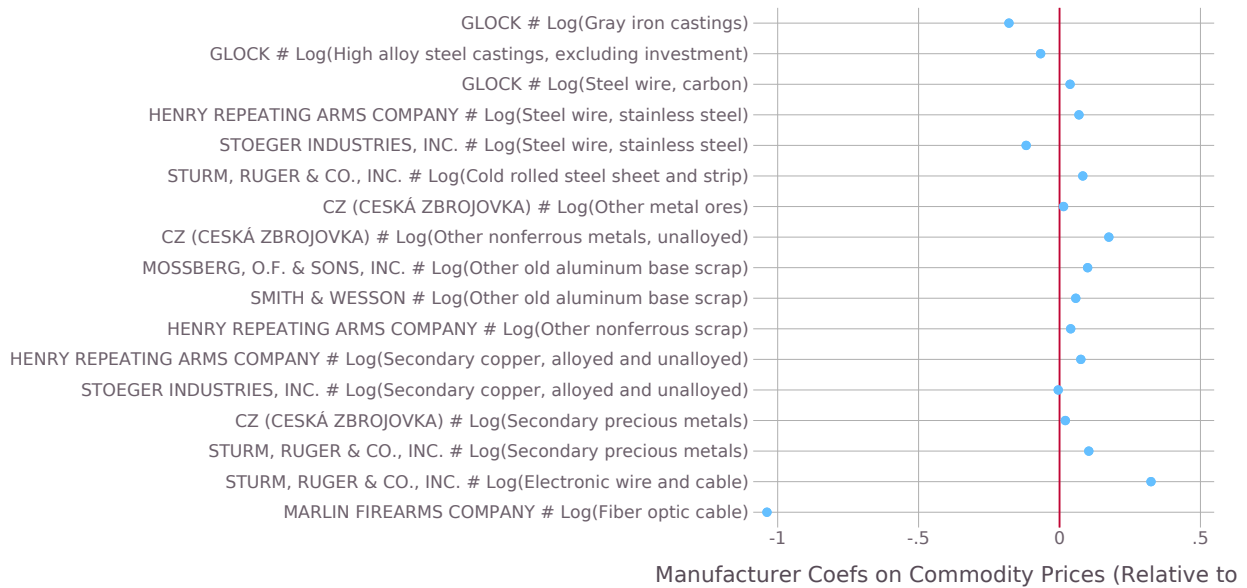 GLOCK # Log(Gray iron castings)
GLOCK # Log(High alloy steel castings, excluding investment)
GLOCK # Log(Steel wire, carbon)
HENRY REPEATING ARMS COMPANY # Log(Steel wire, stainless steel)
STOEGER INDUSTRIES, INC. # Log(Steel wire, stainless steel)
STURM, RUGER & CO., INC. # Log(Cold rolled steel sheet and strip)
CZ (CESKÁ ZBROJOVKA) # Log(Other metal ores)
CZ (CESKÁ ZBROJOVKA) # Log(Other nonferrous metals, unalloyed)
MOSSBERG, O.F. & SONS, INC. # Log(Other old aluminum base scrap)
SMITH & WESSON # Log(Other old aluminum base scrap)
HENRY REPEATING ARMS COMPANY # Log(Other nonferrous scrap)
HENRY REPEATING ARMS COMPANY # Log(Secondary copper, alloyed and unalloyed)
STOEGER INDUSTRIES, INC. # Log(Secondary copper, alloyed and unalloyed)
CZ (CESKÁ ZBROJOVKA) # Log(Secondary precious metals)
STURM, RUGER & CO., INC. # Log(Secondary precious metals)
STURM, RUGER & CO., INC. # Log(Electronic wire and cable)
MARLIN FIREARMS COMPANY # Log(Fiber optic cable)
-1 -.5 0 .5
Manufacturer Coefs on Commodity Prices (Relative to